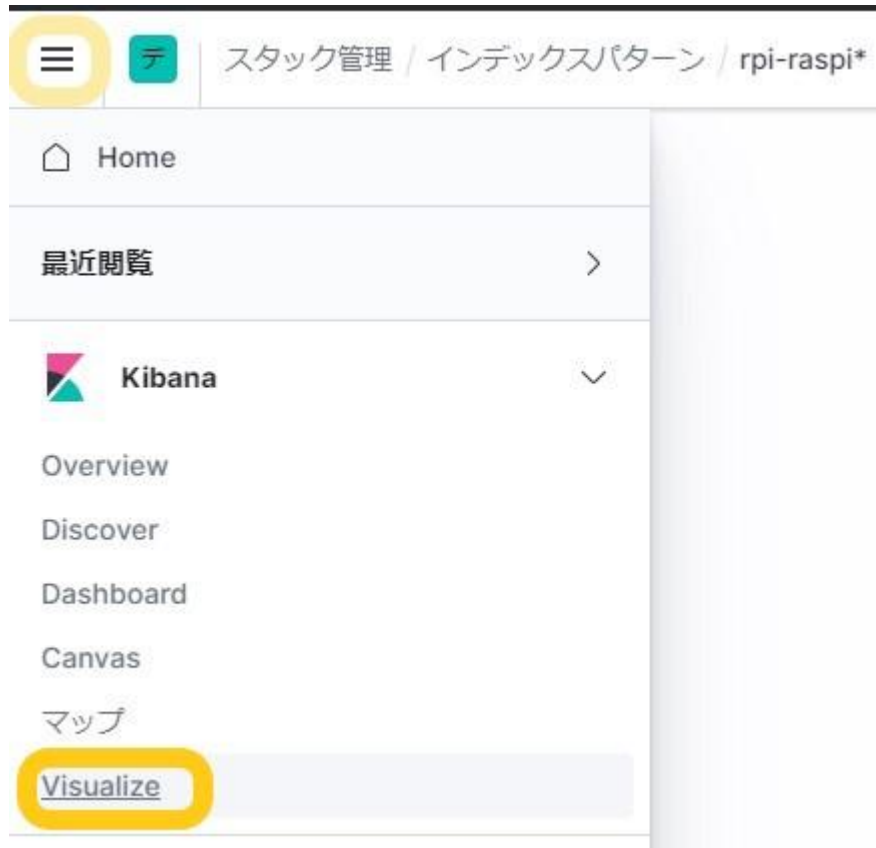 テ スタック管理 / インデックスパターン / rpi-raspi*
Home
最近閲覧
Kibana
Overview
Discover
Dashboard
Canvas
マップ
Visualize